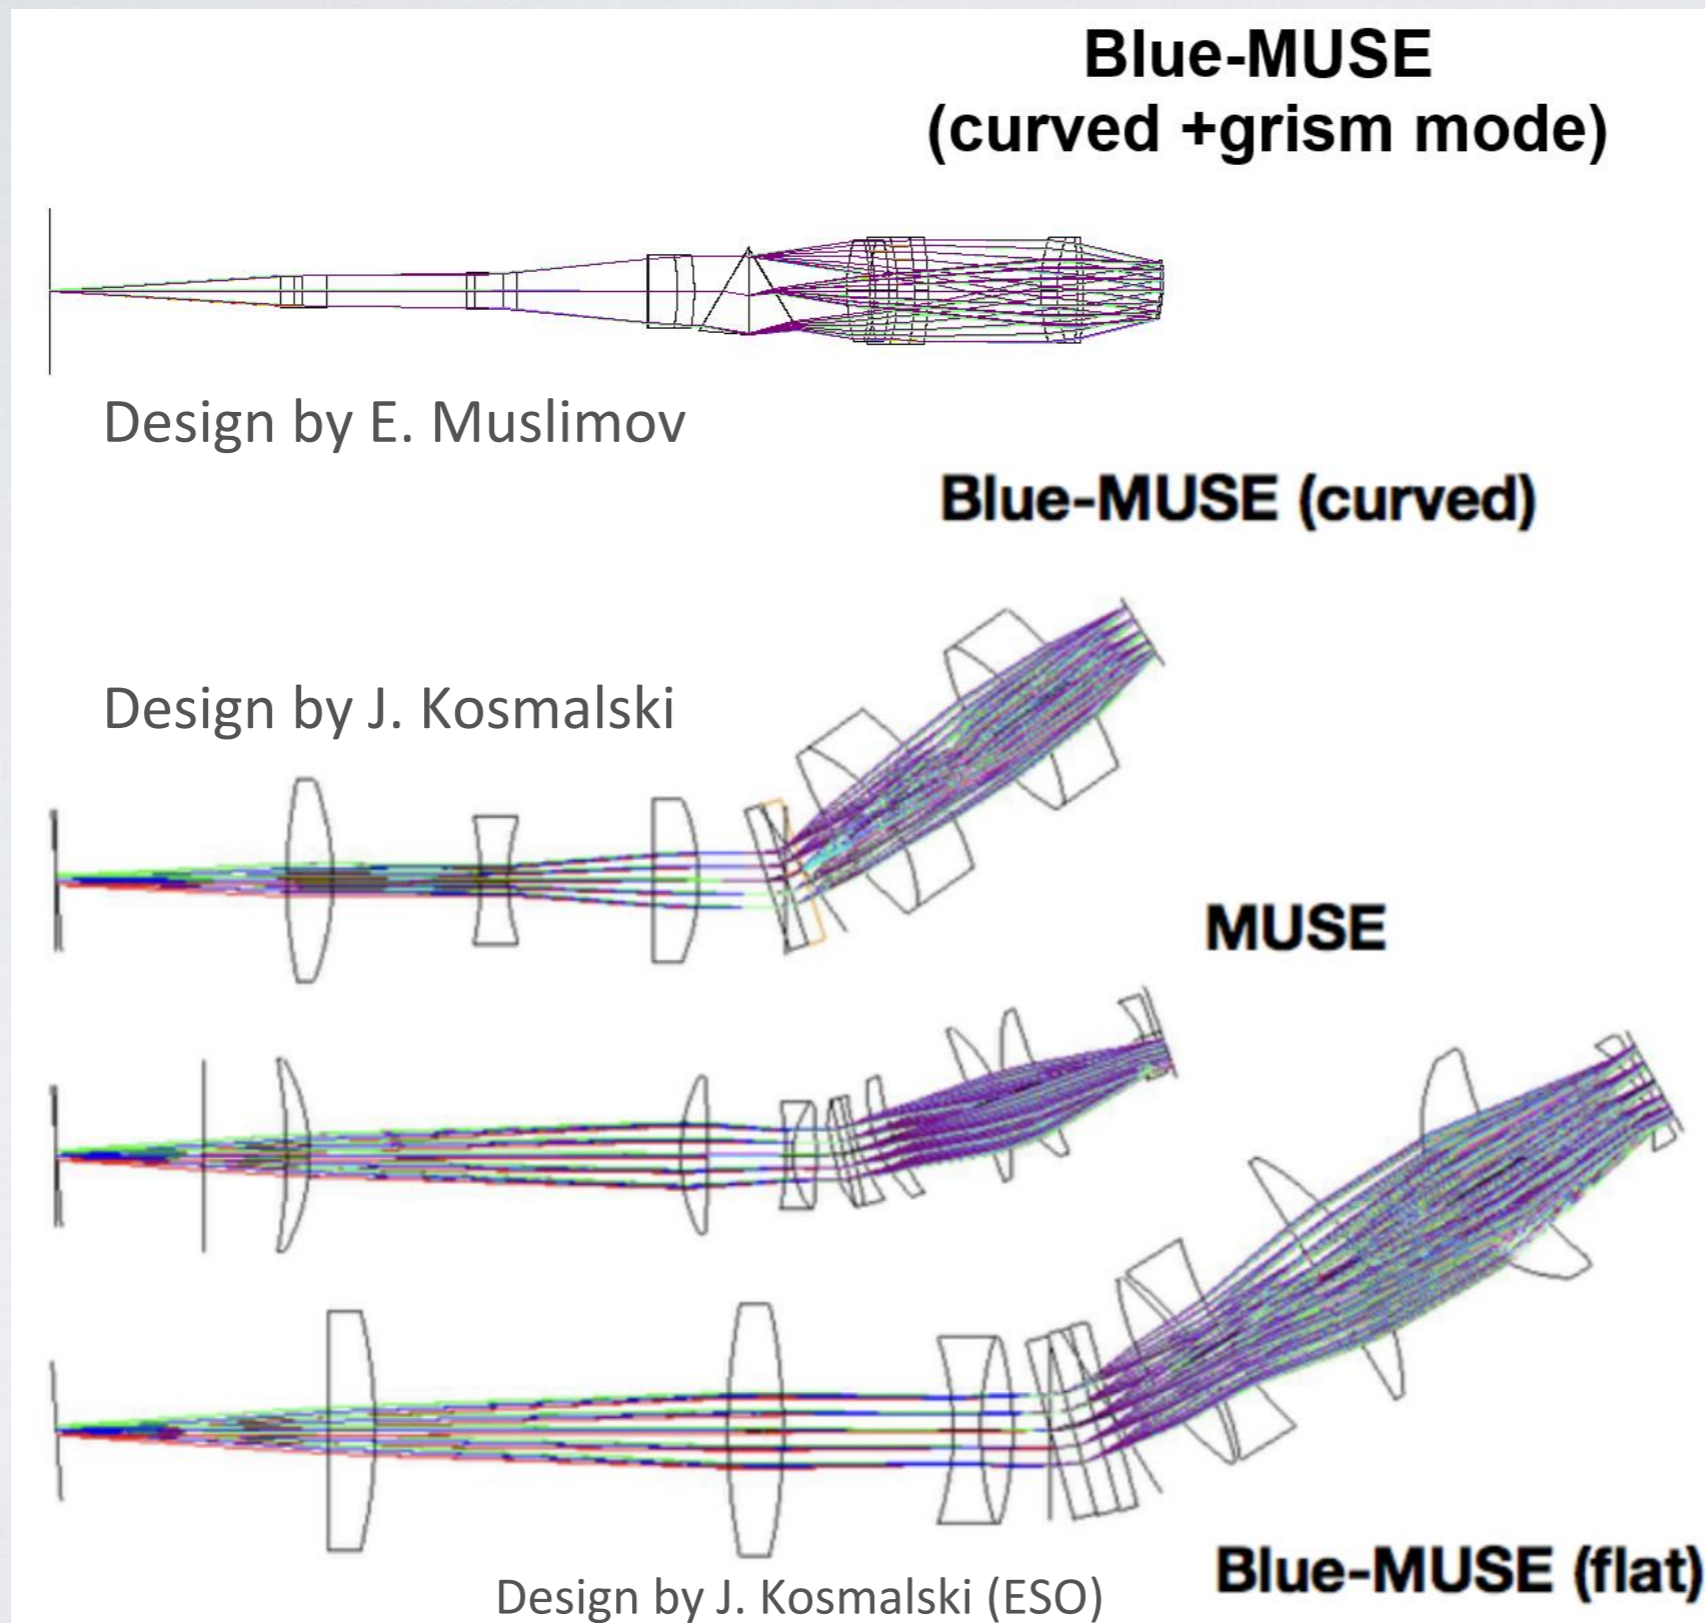 Blue-MUSE
(curved +grism mode)
Design by E. Muslimov
Blue-MUSE (curved)
Design by J. Kosmalski
MUSE
Blue-MUSE (flat)
Design by J. Kosmalski (ESO)